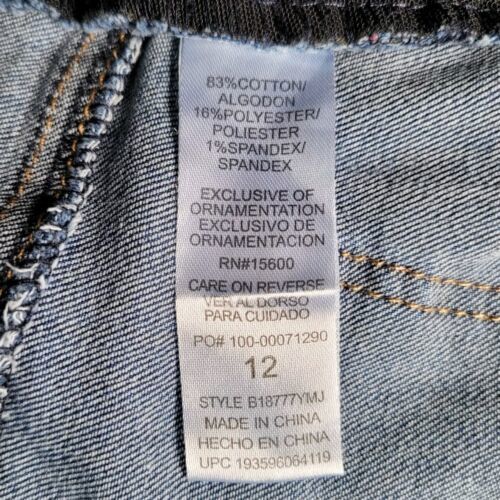 83%COTTON/
ALGODON
16%POLYESTER/
POLIESTER
1%SPANDEX/
SPANDEX
EXCLUSIVE OF
ORNAMENTATION
EXCLUSIVO DE
ORNAMENTACION
RN#15600
CARE ON REVERSE
VER AL DORSO
PARA CUIDADO
PO# 100-00071290
12
STYLE B18777YMJ
MADE IN CHINA
HECHO EN CHINA
UPC 193596064119